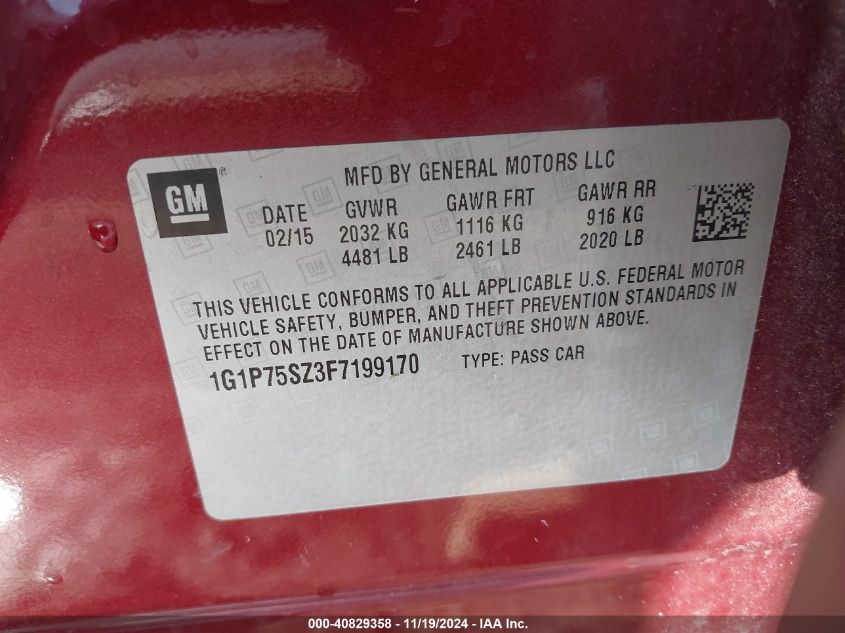 GM
MFD BY GENERAL MOTORS LLC
DATE GVWR GAWR FRT GAWR RR
02/15 2032 KG 1116 KG 916 KG
4481 LB 2461 LB 2020 LB
THIS VEHICLE CONFORMS TO ALL APPLICABLE U.S. FEDERAL MOTOR
VEHICLE SAFETY, BUMPER, AND THEFT PREVENTION STANDARDS IN
EFFECT ON THE DATE OF MANUFACTURE SHOWN ABOVE.
1G1P75SZ3F7199170 TYPE: PASS CAR
000-40829358 - 11/19/2024 - IAA Inc.